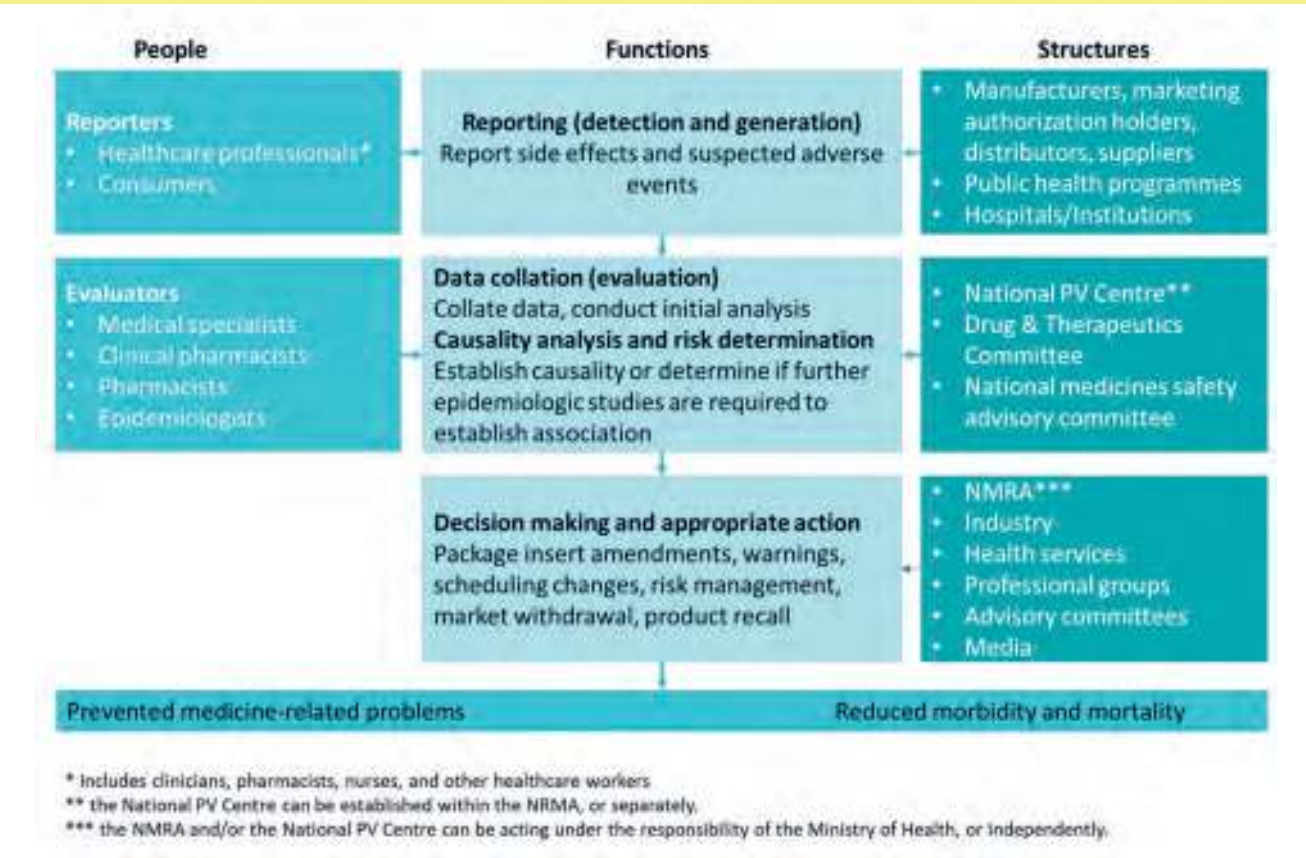 People
Functions
Structures
Reporters
• Healthcare professionals*
• Consumers
Reporting (detection and generation)
Report side effects and suspected adverse
events
• Manufacturers, marketing
authorization holders,
distributors, suppliers
• Public health programmes
• Hospitals/Institutions
Evaluators
• Medical specialists
• Clinical pharmacists
• Pharmacists
• Epidemiologists
Data collation (evaluation)
Collate data, conduct initial analysis
Causality analysis and risk determination
Establish causality or determine if further
epidemiologic studies are required to
establish association
• National PV Centre**
• Drug & Therapeutics
Committee
• National medicines safety
advisory committee
Decision making and appropriate action
Package insert amendments, warnings,
scheduling changes, risk management,
market withdrawal, product recall
• NMRA***
• Industry
• Health services
• Professional groups
• Advisory committees
• Media
Prevented medicine-related problems
Reduced morbidity and mortality
* Includes clinicians, pharmacists, nurses, and other healthcare workers
** the National PV Centre can be established within the NRMA, or separately.
*** the NMRA and/or the National PV Centre can be acting under the responsibility of the Ministry of Health, or independently.